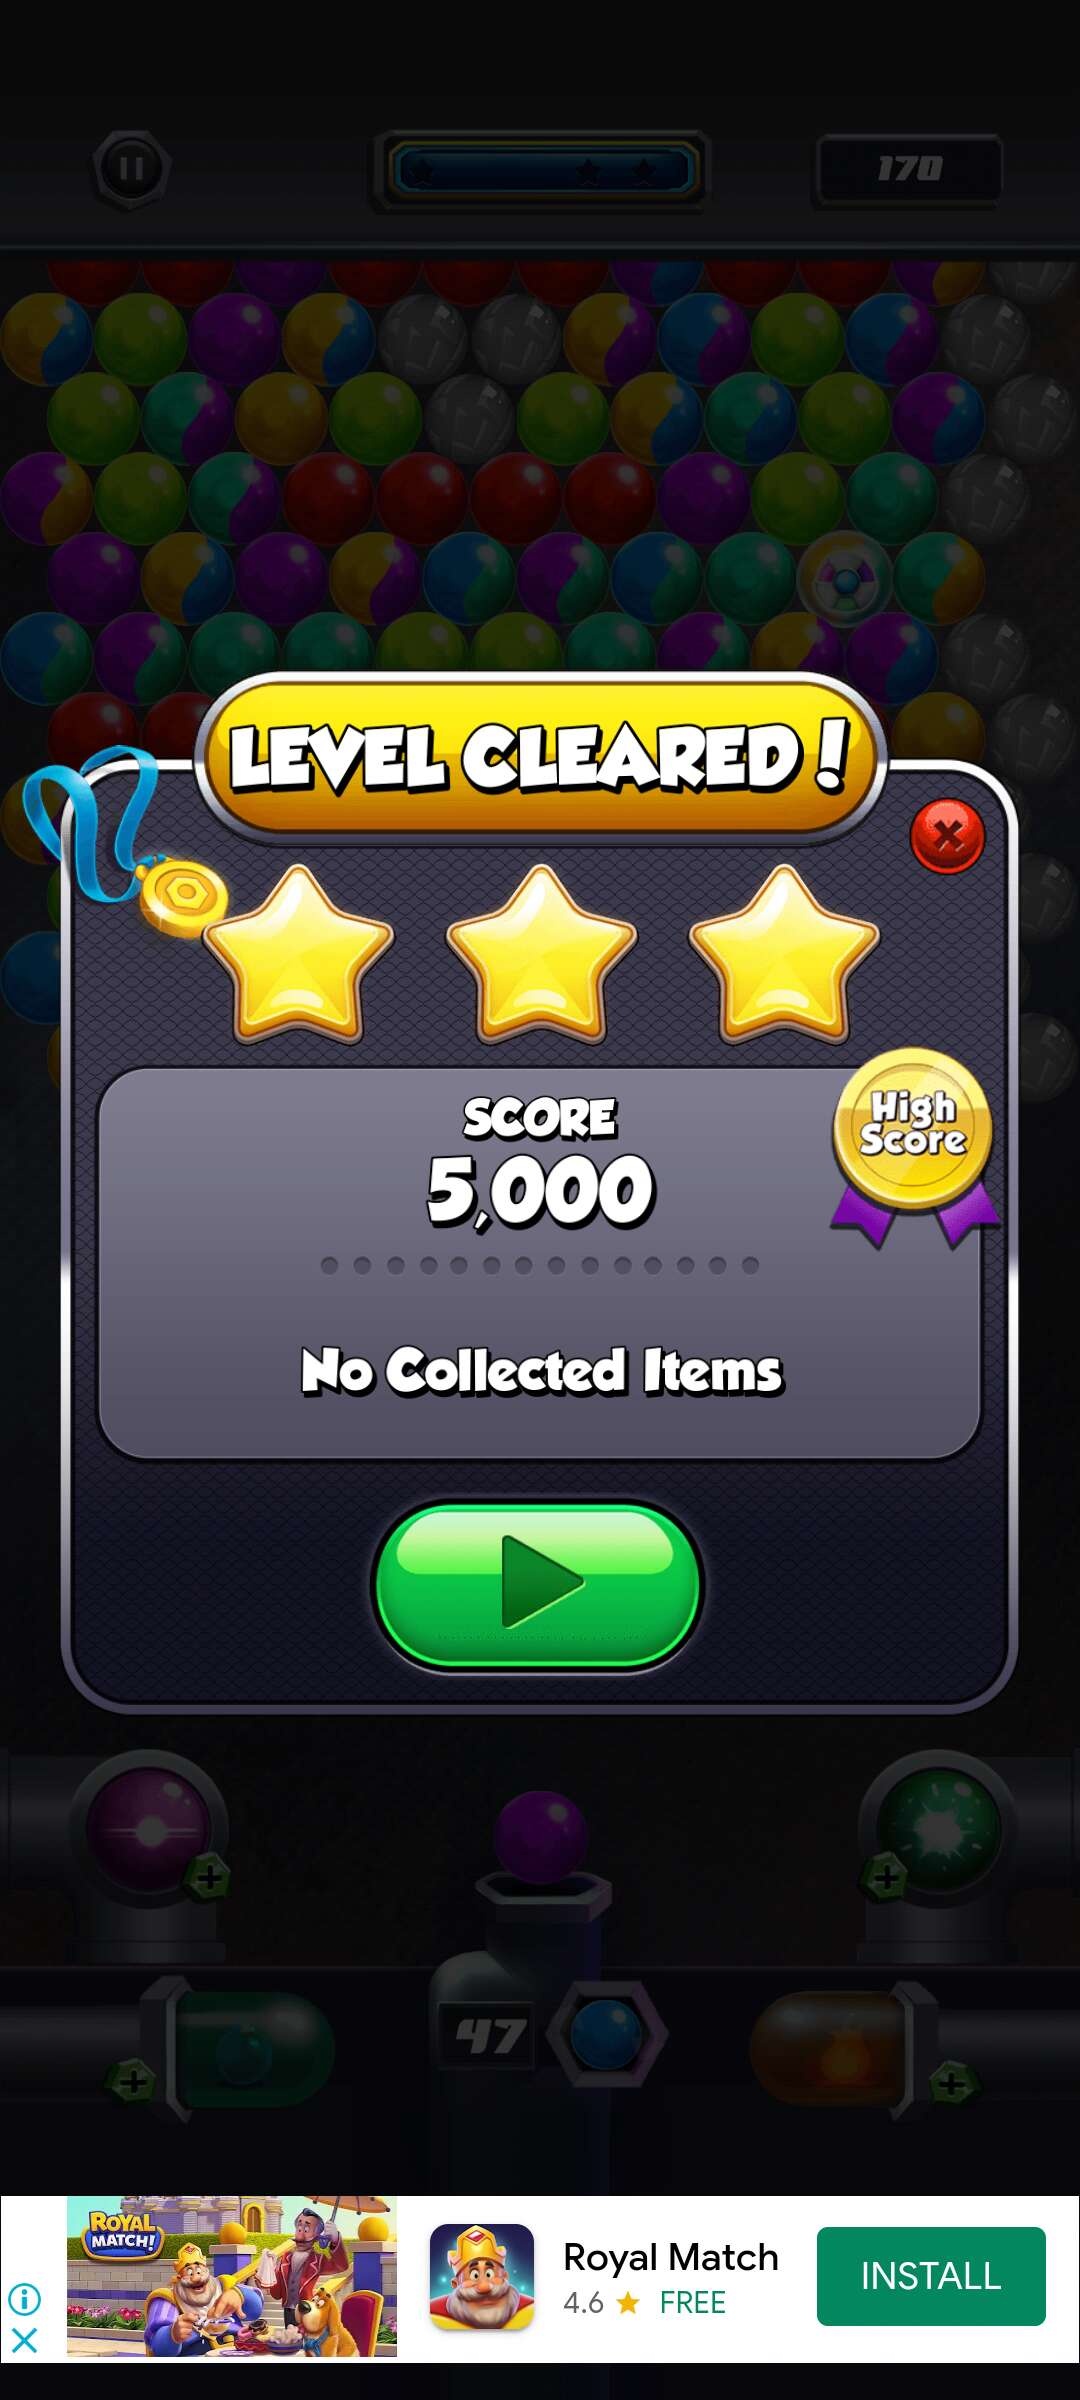 170
LEVEL CLEARED!
High
Score
SCORE
5,000
No Collected Items
47
ROYAL
MATCH!
Royal Match
4.6 FREE
INSTALL